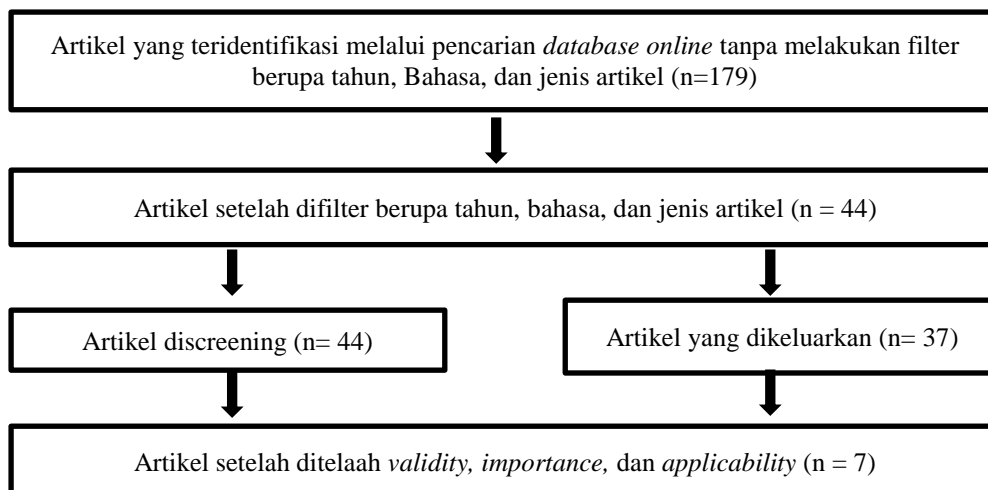 Artikel yang teridentifikasi melalui pencarian database online tanpa melakukan filter
berupa tahun, Bahasa, dan jenis artikel (n=179)
Artikel setelah difilter berupa tahun, bahasa, dan jenis artikel (n = 44)
Artikel discreening (n= 44)
Artikel yang dikeluarkan (n= 37)
Artikel setelah ditelaah validity, importance, dan applicability (n = 7)